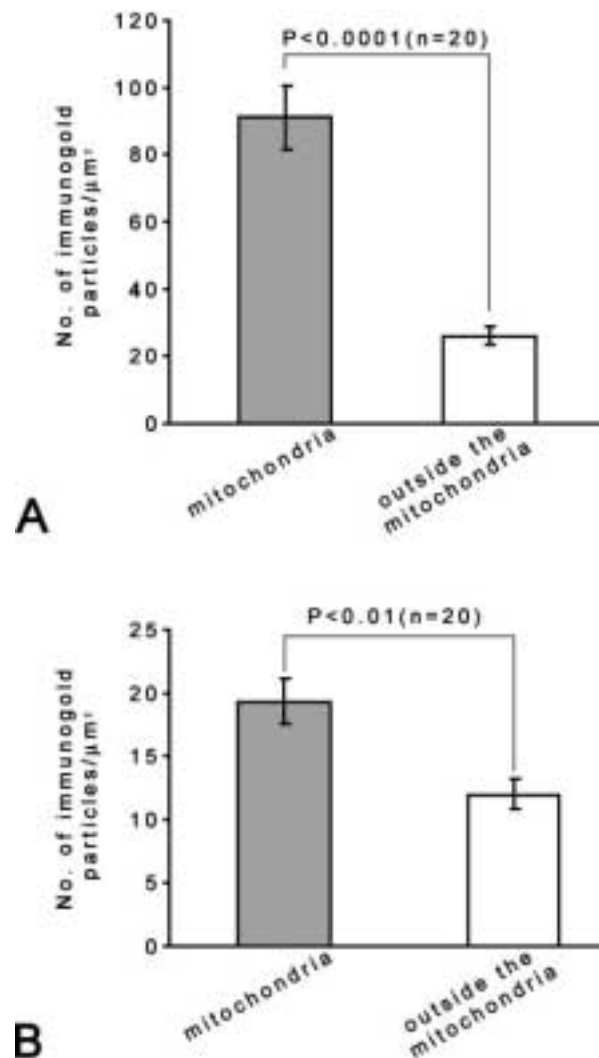 120
P<0.0001(n=20)
100
80
60
40
20
0
No. of immunogold
particles/μm²
mitochondria
outside the
mitochondria
A
P<0.01(n=20)
25
20
15
10
5
0
No. of immunogold
particles/μm²
mitochondria
outside the
mitochondria
B